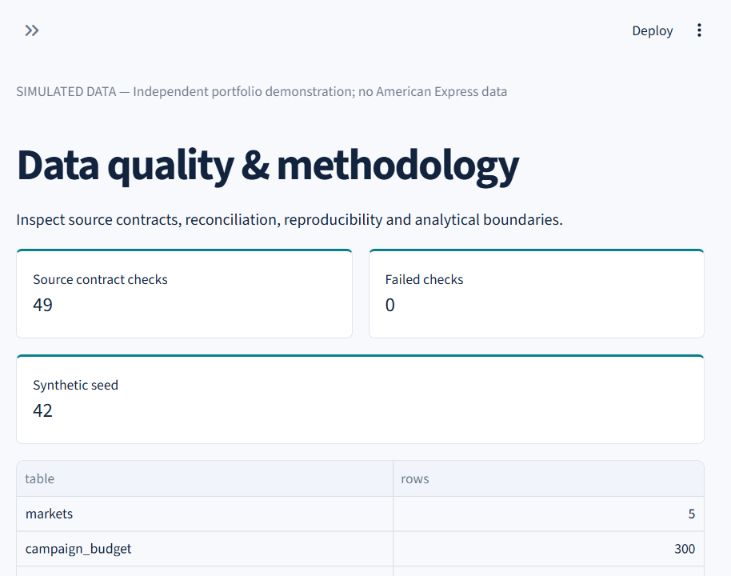 Deploy
SIMULATED DATA — Independent portfolio demonstration; no American Express data
Data quality & methodology
Inspect source contracts, reconciliation, reproducibility and analytical boundaries.
Source contract checks
49
Failed checks
0
Synthetic seed
42
table rows
markets 5
campaign_budget 300